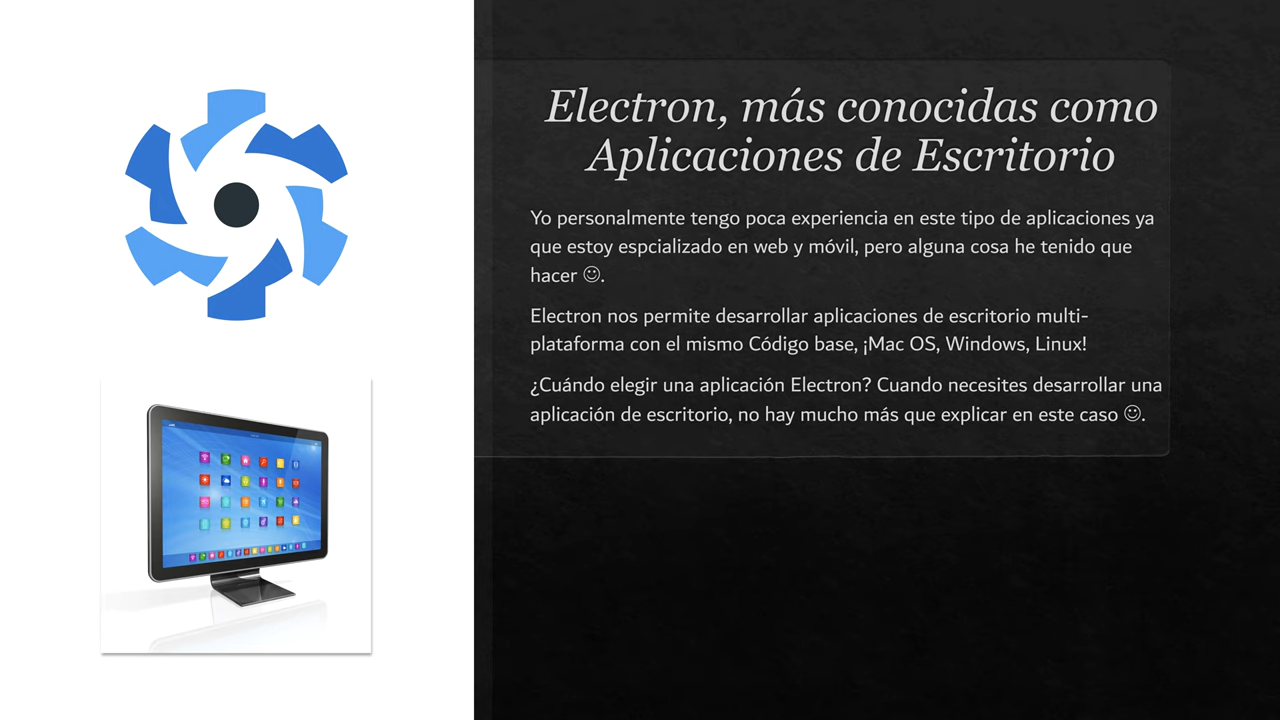 Electron, más conocidas como
Aplicaciones de Escritorio
Yo personalmente tengo poca experiencia en este tipo de aplicaciones ya
que estoy espcializado en web y móvil, pero alguna cosa he tenido que
hacer ☺.
Electron nos permite desarrollar aplicaciones de escritorio multi-
plataforma con el mismo Código base, ¡Mac OS, Windows, Linux!
¿Cuándo elegir una aplicación Electron? Cuando necesites desarrollar una
aplicación de escritorio, no hay mucho más que explicar en este caso ☺.